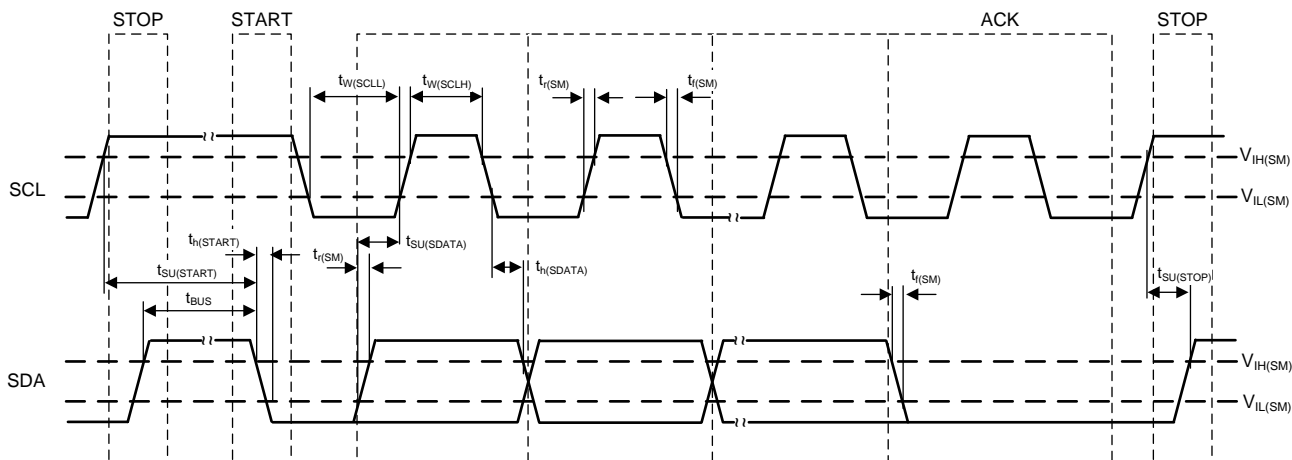 STOP START ACK STOP
tW(SCLL) tW(SCLH) tr(SM) tf(SM)
VIH(SM)
SCL
VIL(SM)
th(START) tr(SM) tSU(SDATA)
tSU(START) th(SDATA) tf(SM) tSU(STOP)
tBUS
VIH(SM)
SDA
VIL(SM)